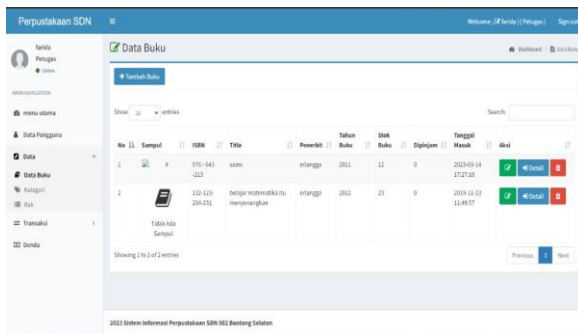 Perpustakaan SDN
Welcome, farida | ( Petugas ) Sign out
farida
Petugas
Online
MAIN NAVIGATION
menu utama
Data Pengguna
Data
Data Buku
Kategori
Rak
Transaksi
Denda
Data Buku
Dashboard Data Buku
+ Tambah Buku
Show 10 entries
Search:
No Sampul ISBN Title Penerbit Tahun Buku Stok Buku Dipinjam Tanggal Masuk Aksi
1 # 976 - 643 -213 sains erlangga 2011 12 0 2023-03-14 17:27:10 Detail
2 Tidak Ada Sampul 132-123-234-231 belajar matematika itu menyenangkan erlangga 2012 23 0 2019-11-23 11:49:57 Detail
Showing 1 to 2 of 2 entries
Previous 1 Next
2023 Sistem Informasi Perpustakaan SDN 002 Bontang Selatan